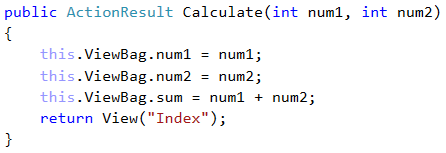 public ActionResult Calculate(int num1, int num2)
{
    this.ViewBag.num1 = num1;
    this.ViewBag.num2 = num2;
    this.ViewBag.sum = num1 + num2;
    return View("Index");
}